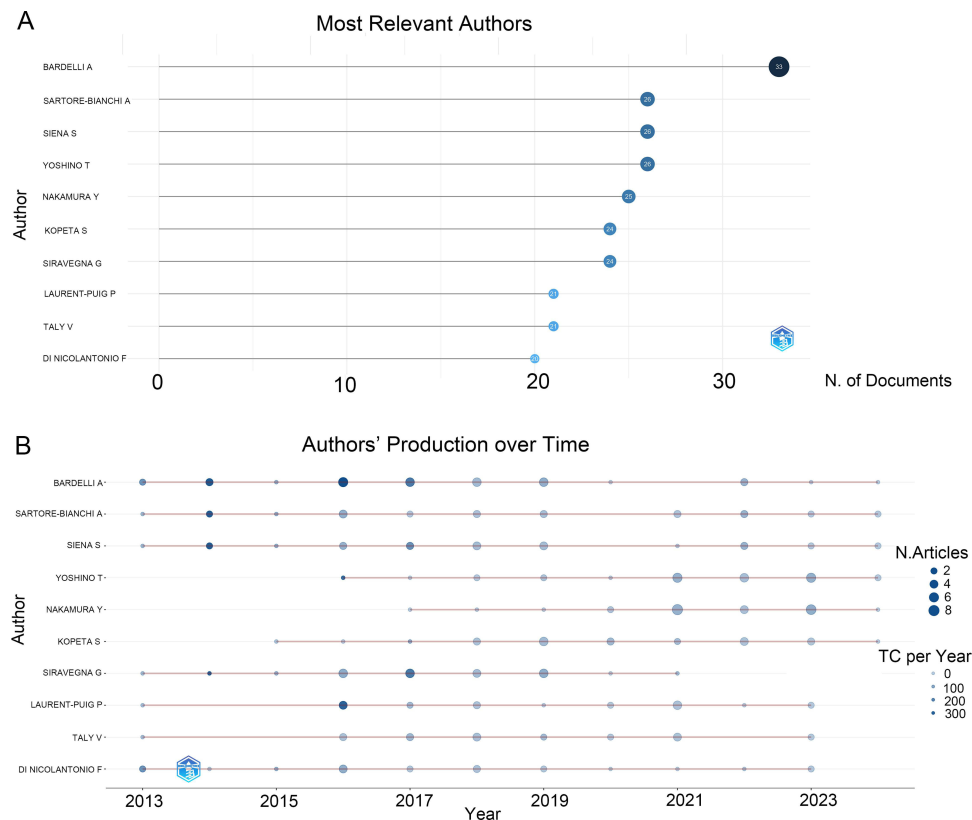 A
Most Relevant Authors
Author
BARDELLI A
33
SARTORE-BIANCHI A
26
SIENA S
26
YOSHINO T
26
NAKAMURA Y
25
KOPETA S
24
SIRAVEGNA G
24
LAURENT-PUIG P
21
TALY V
21
DI NICOLANTONIO F
20
0 10 20 30
N. of Documents
B
Authors’ Production over Time
Author
BARDELLI A
SARTORE-BIANCHI A
SIENA S
YOSHINO T
NAKAMURA Y
KOPETA S
SIRAVEGNA G
LAURENT-PUIG P
TALY V
DI NICOLANTONIO F
2013 2015 2017 2019 2021 2023
Year
N.Articles
2
4
6
8
TC per Year
0
100
200
300